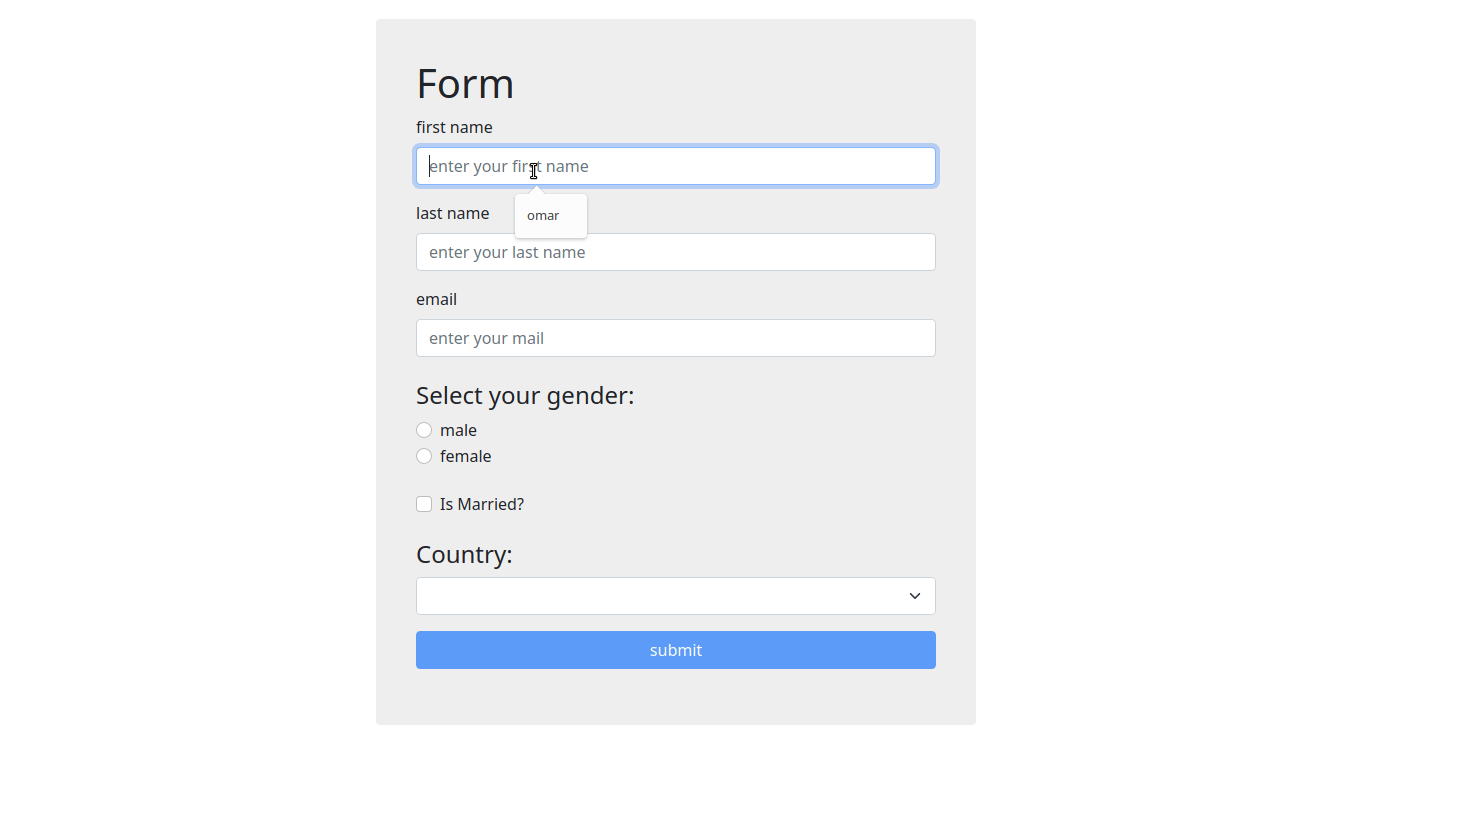 Form
first name
enter your first name
omar
last name
enter your last name
email
enter your mail
Select your gender:
male
female
Is Married?
Country:
submit